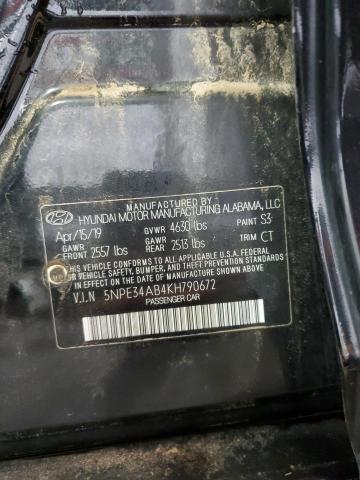 MANUFACTURED BY
HYUNDAI MOTOR MANUFACTURING ALABAMA, LLC
Apr/15/19 GVWR 4630 lbs PAINT S3
GAWR FRONT 2557 lbs GAWR REAR 2513 lbs TRIM CT
THIS VEHICLE CONFORMS TO ALL APPLICABLE U.S. FEDERAL
MOTOR VEHICLE SAFETY, BUMPER, AND THEFT PREVENTION STANDARDS
IN EFFECT ON THE DATE OF MANUFACTURE SHOWN ABOVE.
V.I.N 5NPE34AB4KH790672
PASSENGER CAR